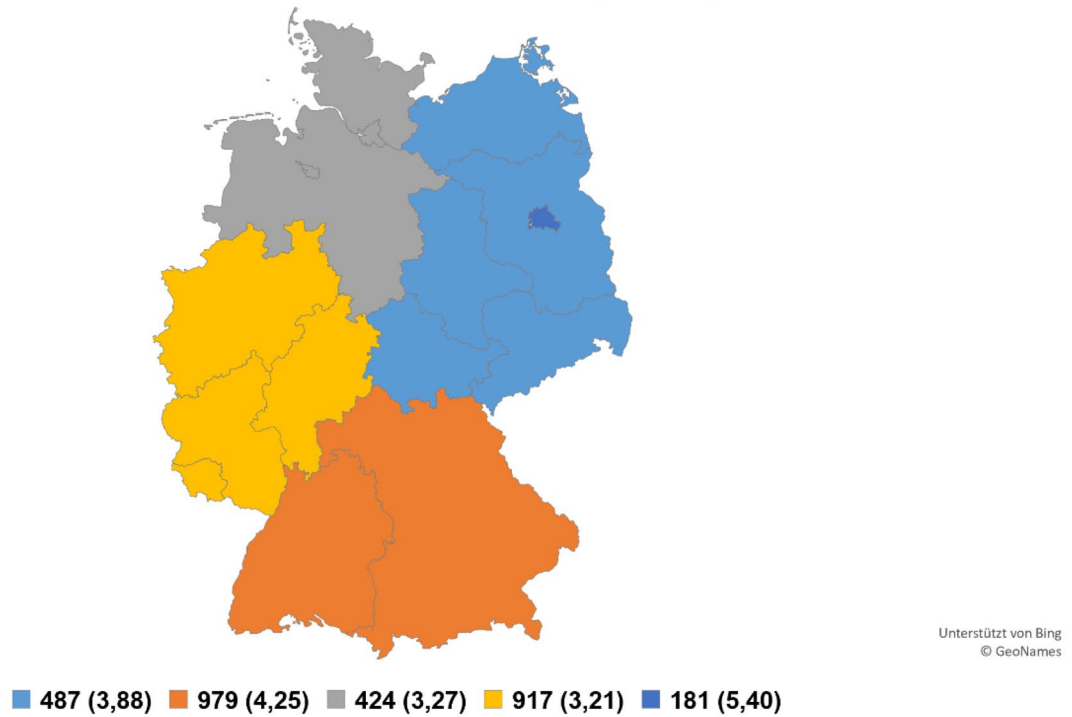 Unterstützt von Bing
© GeoNames
487 (3,88) 979 (4,25) 424 (3,27) 917 (3,21) 181 (5,40)